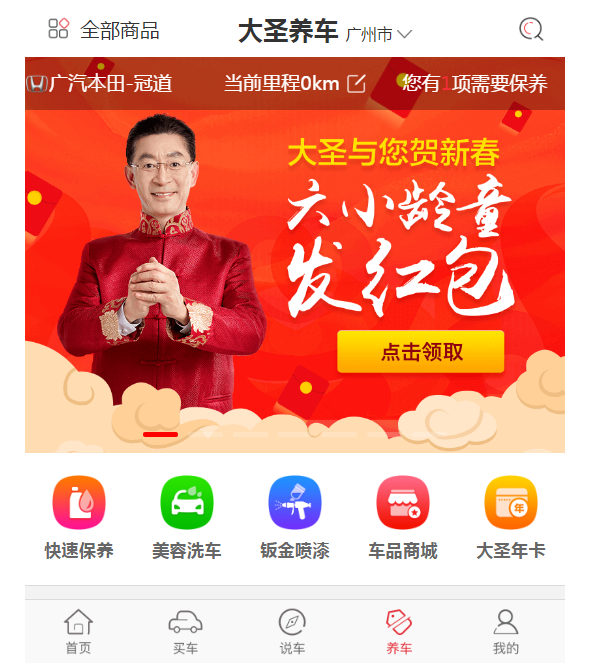 全部商品
大圣养车 广州市
广汽本田-冠道 当前里程0km 您有1项需要保养
大圣与您贺新春
六小龄童
发红包
点击领取
快速保养 美容洗车 钣金喷漆 车品商城 年 大圣年卡
首页 买车 说车 养车 我的